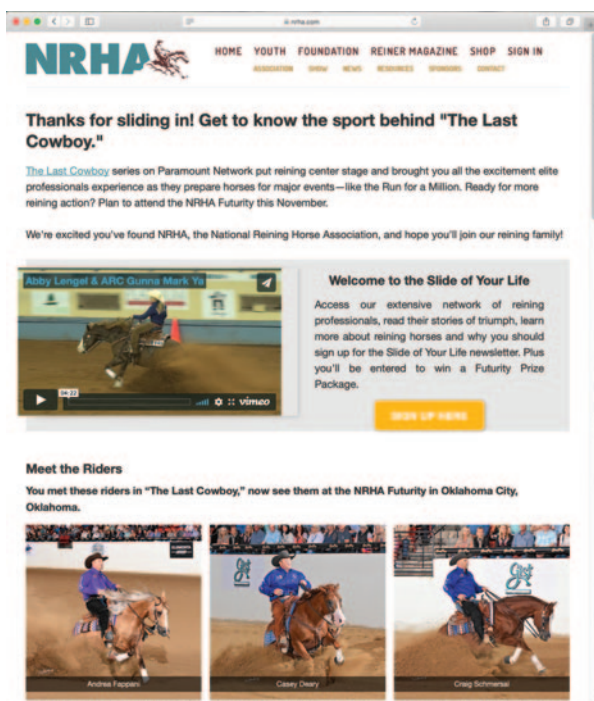 nrha.com
NRHA
HOME YOUTH FOUNDATION REINER MAGAZINE SHOP SIGN IN
ASSOCIATION SHOW NEWS RESOURCES SPONSORS CONTACT
Thanks for sliding in! Get to know the sport behind "The Last
Cowboy."
The Last Cowboy series on Paramount Network put reining center stage and brought you all the excitement elite
professionals experience as they prepare horses for major events—like the Run for a Million. Ready for more
reining action? Plan to attend the NRHA Futurity this November.
We're excited you've found NRHA, the National Reining Horse Association, and hope you'll join our reining family!
Abby Lengel & ARC Gunna Mark Ya
04:22
vimeo
Welcome to the Slide of Your Life
Access our extensive network of reining
professionals, read their stories of triumph, learn
more about reining horses and why you should
sign up for the Slide of Your Life newsletter. Plus
you'll be entered to win a Futurity Prize
Package.
SIGN UP HERE
Meet the Riders
You met these riders in "The Last Cowboy," now see them at the NRHA Futurity in Oklahoma City,
Oklahoma.
Gist
Gist
Andrea Fappani
Casey Deary
Craig Schmersal